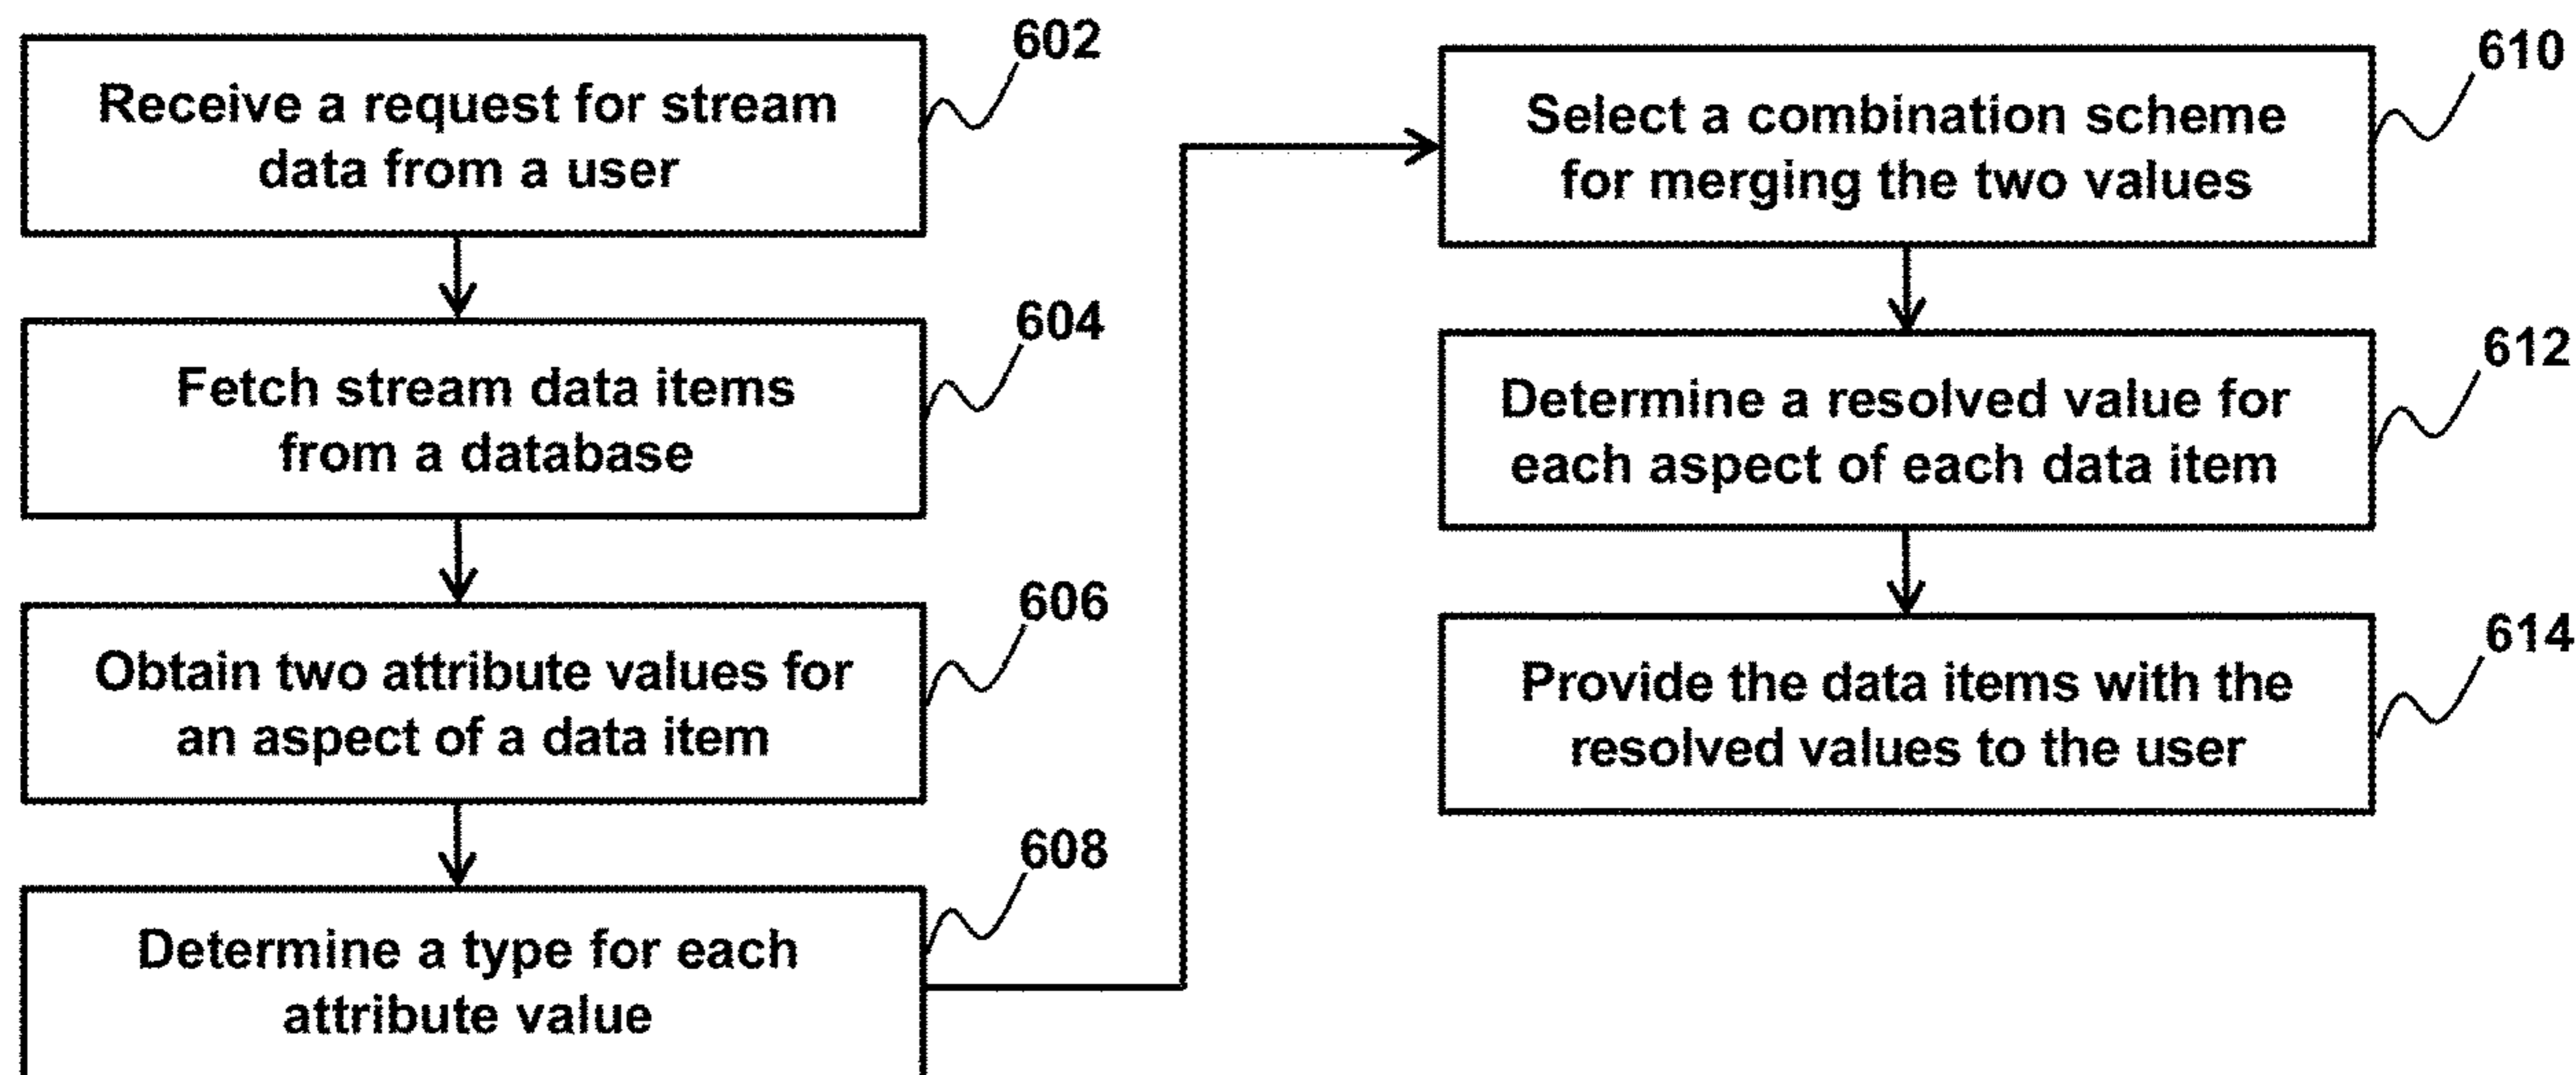 602
Receive a request for stream
data from a user
604
Fetch stream data items
from a database
606
Obtain two attribute values for
an aspect of a data item
608
Determine a type for each
attribute value
610
Select a combination scheme
for merging the two values
612
Determine a resolved value for
each aspect of each data item
614
Provide the data items with the
resolved values to the user